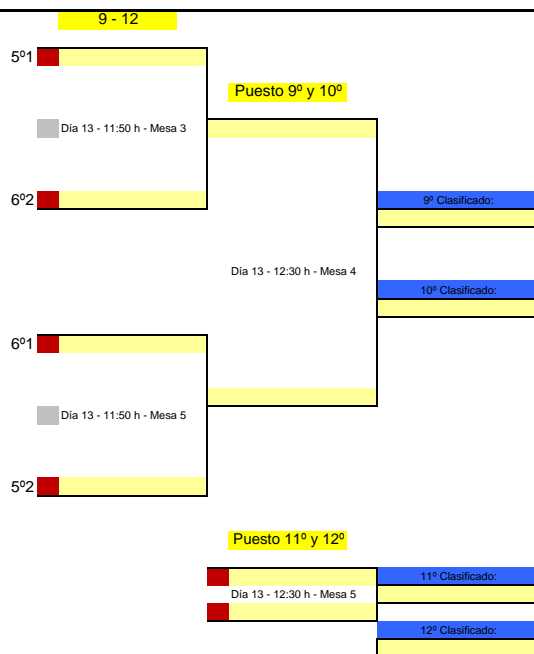 9 - 12
5º1
Puesto 9º y 10º
Día 13 - 11:50 h - Mesa 3
6º2
9º Clasificado:
Día 13 - 12:30 h - Mesa 4
10º Clasificado:
6º1
Día 13 - 11:50 h - Mesa 5
5º2
Puesto 11º y 12º
11º Clasificado:
Día 13 - 12:30 h - Mesa 5
12º Clasificado: